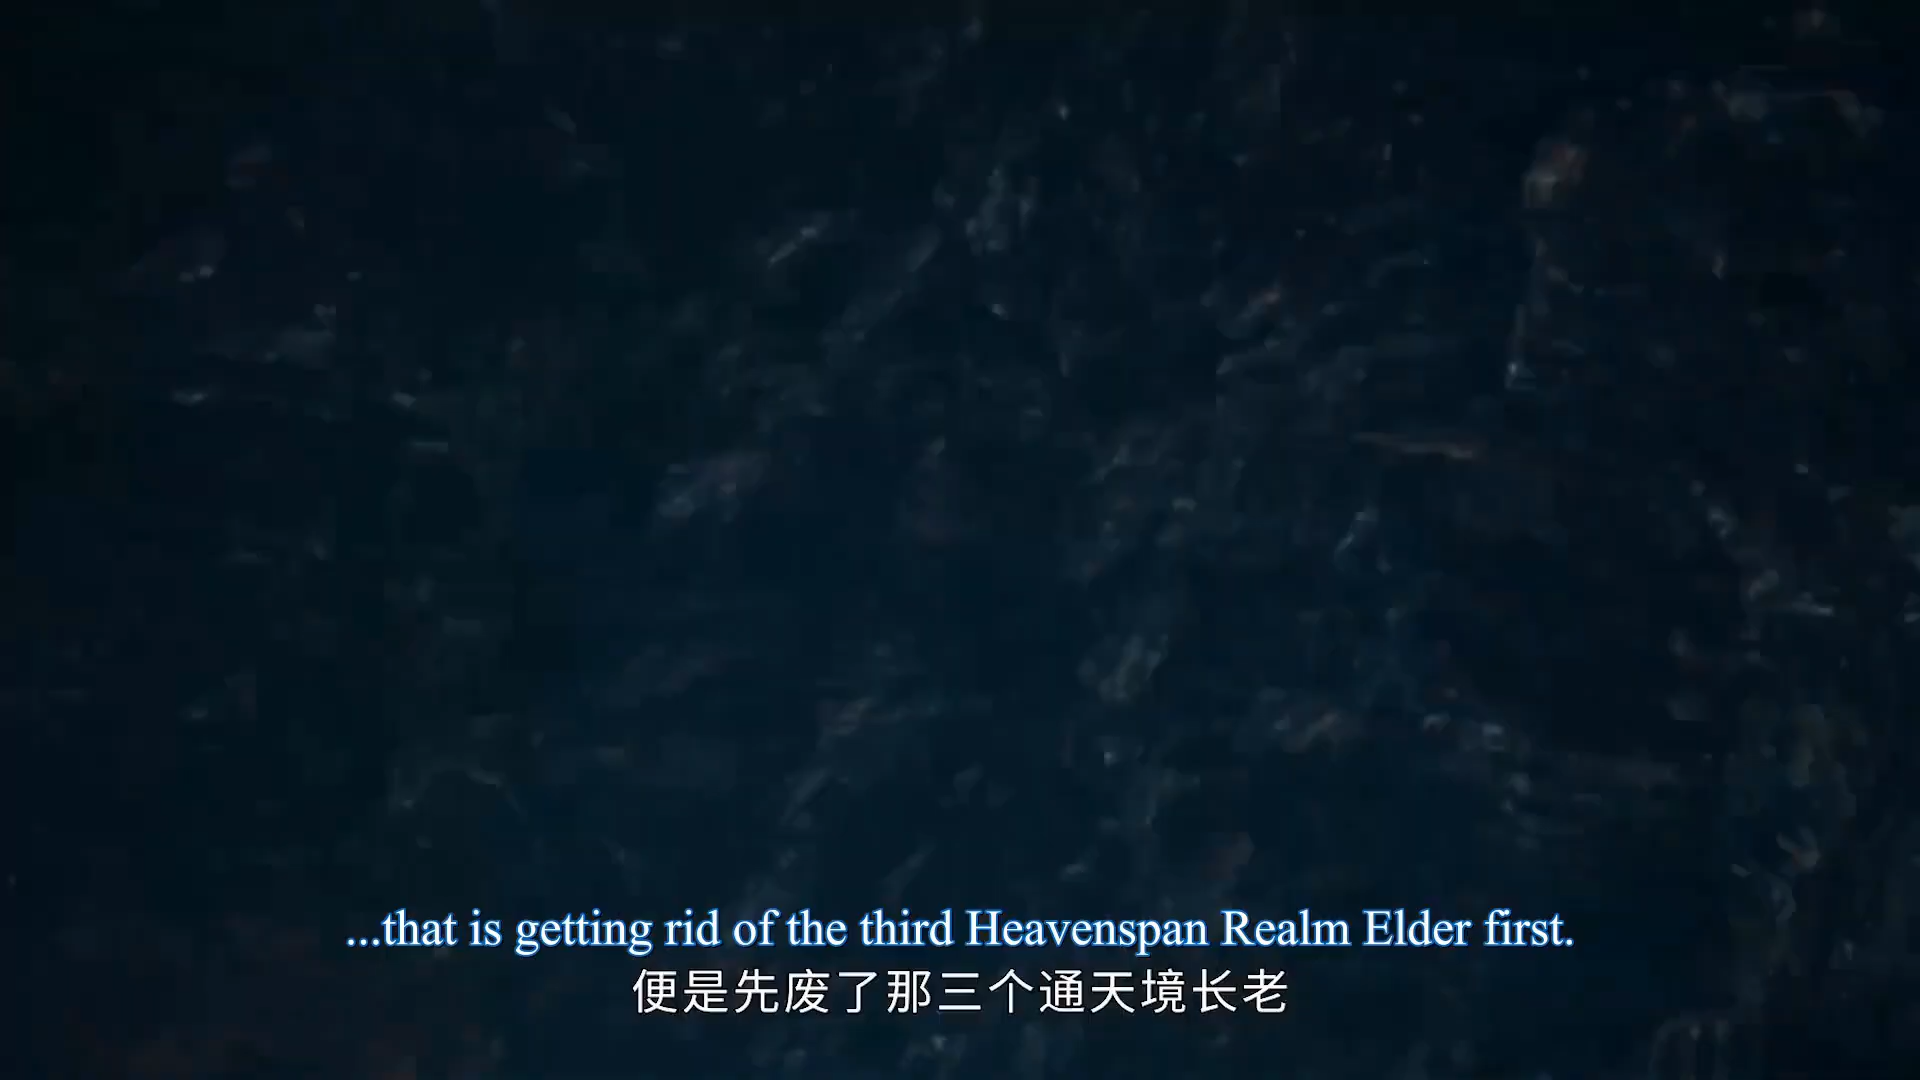 ...that is getting rid of the third Heavenspan Realm Elder first.
便是先废了那三个通天境长老